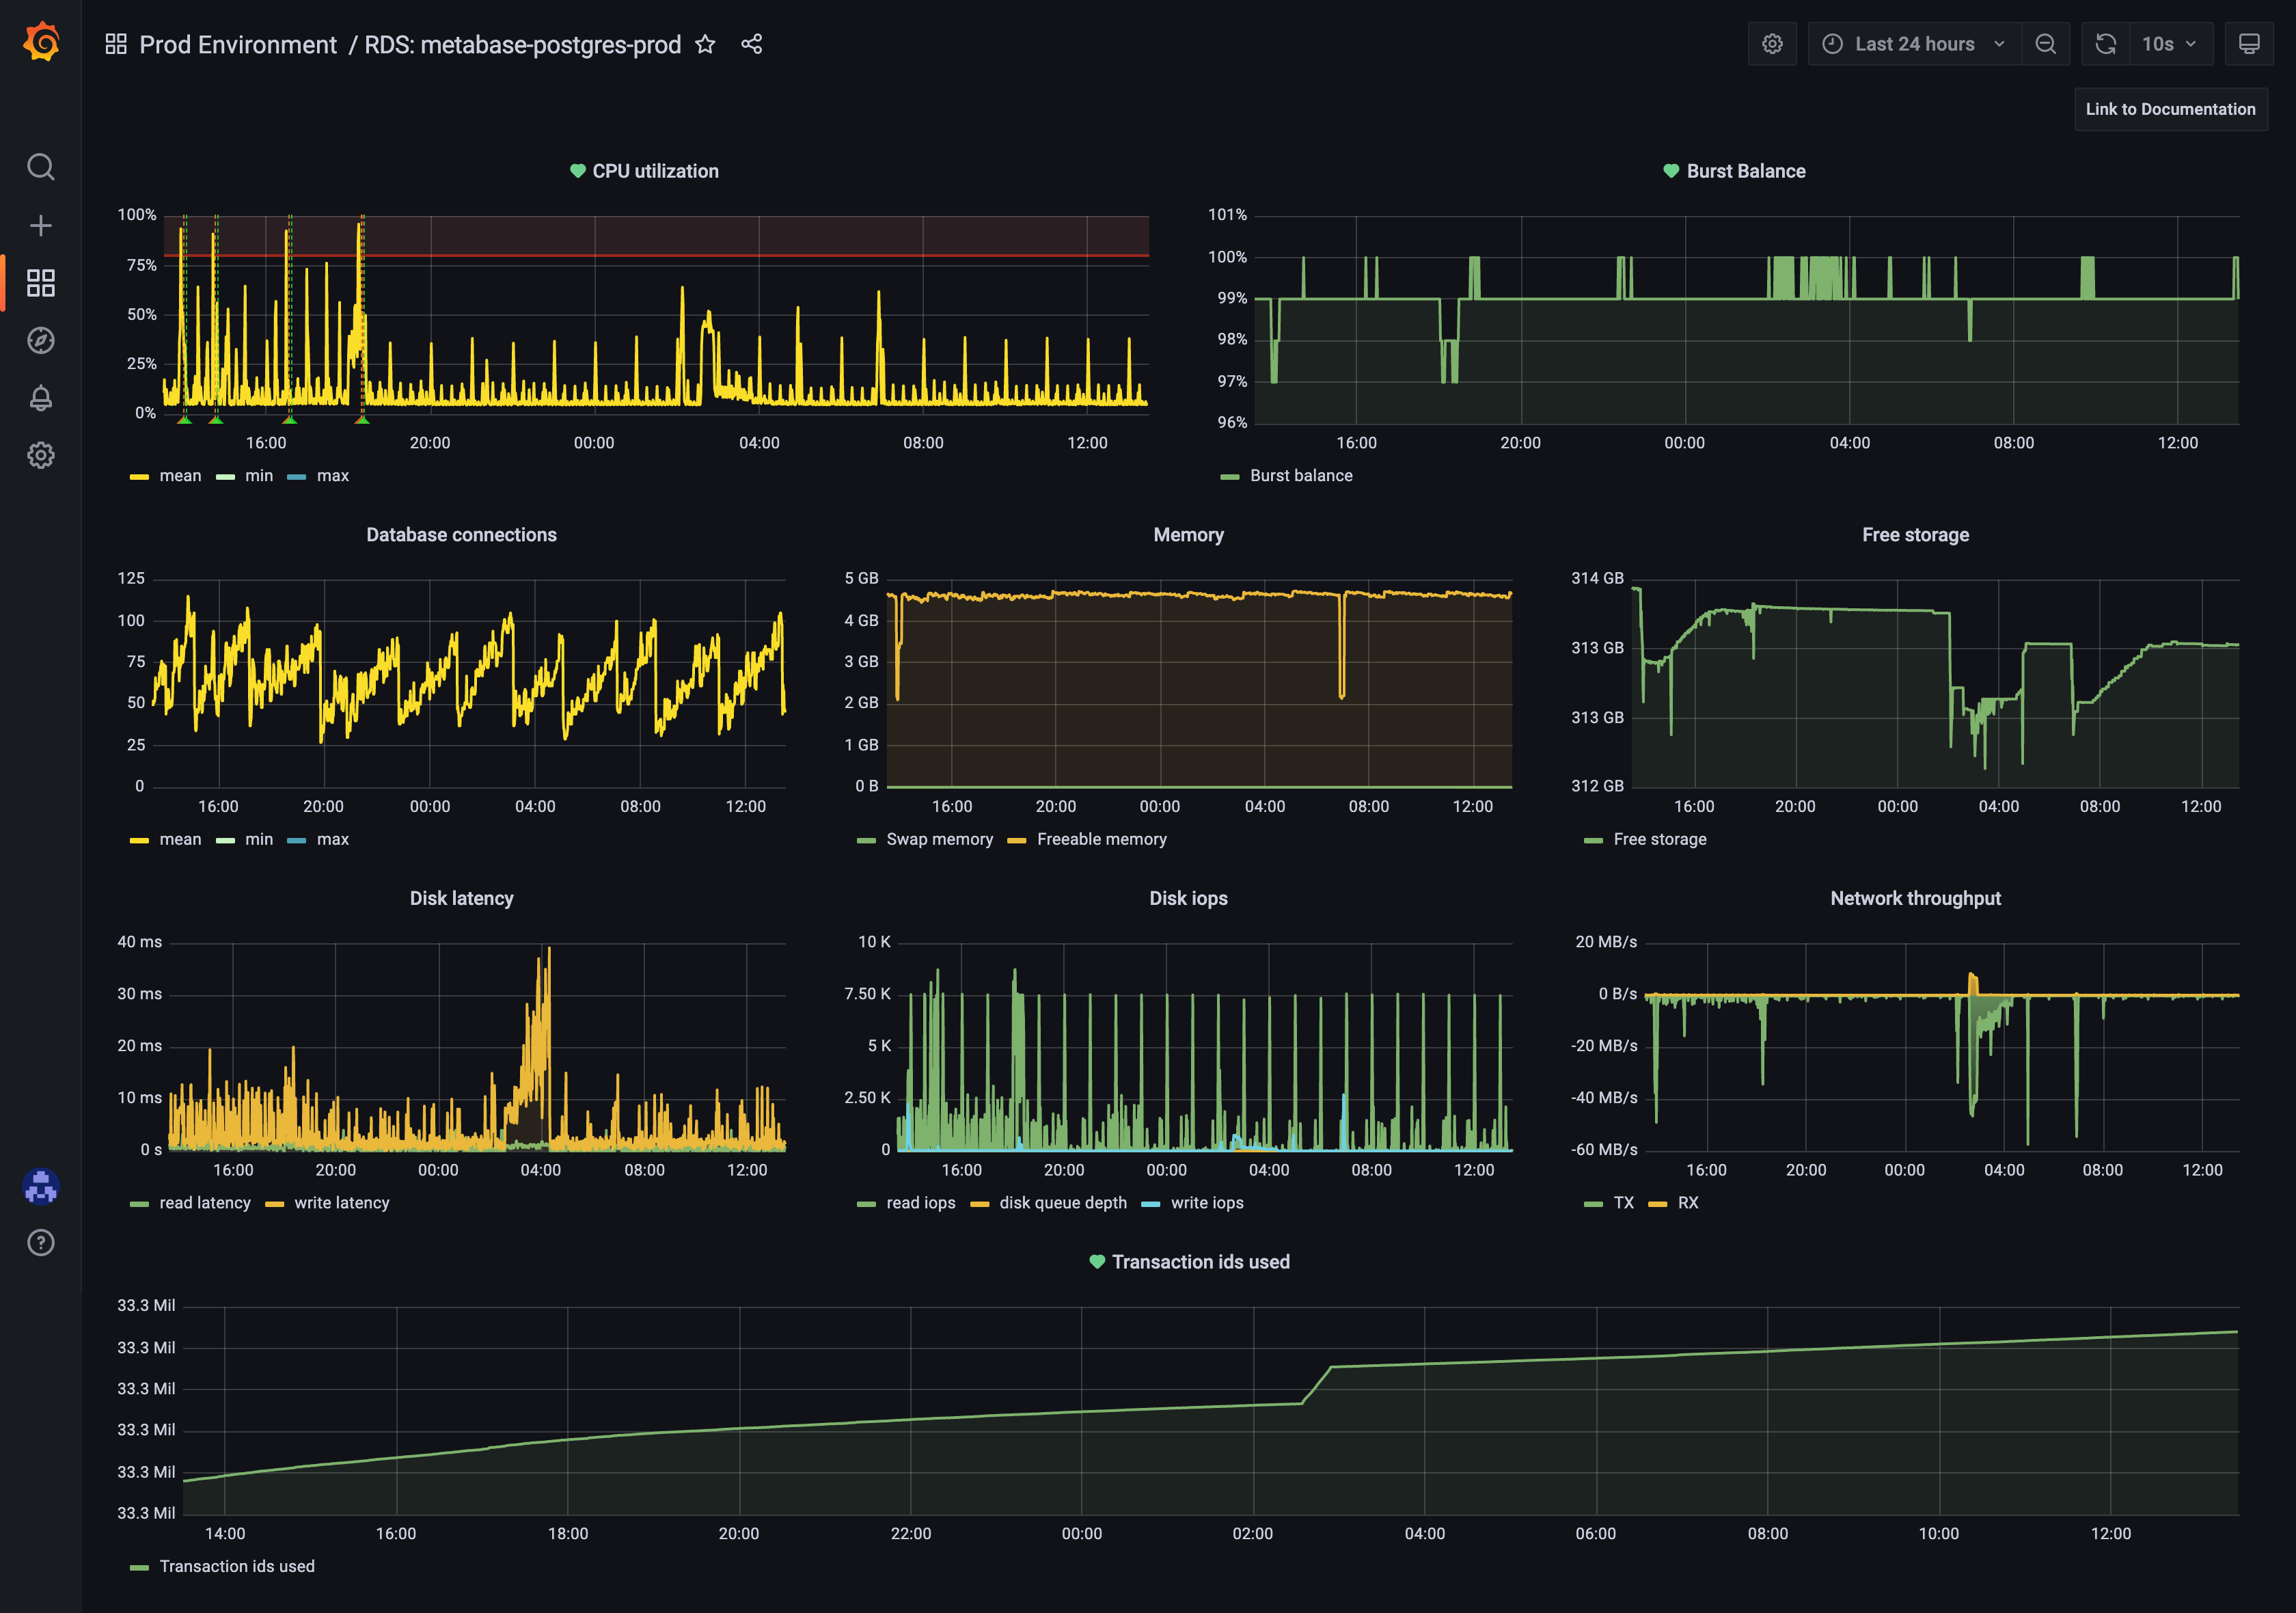 Prod Environment / RDS: metabase-postgres-prod
Last 24 hours
10s
Link to Documentation
CPU utilization
100%
75%
50%
25%
0%
16:00 20:00 00:00 04:00 08:00 12:00
mean min max
Burst Balance
101%
100%
99%
98%
97%
96%
16:00 20:00 00:00 04:00 08:00 12:00
Burst balance
Database connections
125
100
75
50
25
0
16:00 20:00 00:00 04:00 08:00 12:00
mean min max
Memory
5 GB
4 GB
3 GB
2 GB
1 GB
0 B
16:00 20:00 00:00 04:00 08:00 12:00
Swap memory Freeable memory
Free storage
314 GB
313 GB
313 GB
312 GB
16:00 20:00 00:00 04:00 08:00 12:00
Free storage
Disk latency
40 ms
30 ms
20 ms
10 ms
0 s
16:00 20:00 00:00 04:00 08:00 12:00
read latency write latency
Disk iops
10 K
7.50 K
5 K
2.50 K
0
16:00 20:00 00:00 04:00 08:00 12:00
read iops disk queue depth write iops
Network throughput
20 MB/s
0 B/s
-20 MB/s
-40 MB/s
-60 MB/s
16:00 20:00 00:00 04:00 08:00 12:00
TX RX
Transaction ids used
33.3 Mil
33.3 Mil
33.3 Mil
33.3 Mil
33.3 Mil
33.3 Mil
14:00 16:00 18:00 20:00 22:00 00:00 02:00 04:00 06:00 08:00 10:00 12:00
Transaction ids used